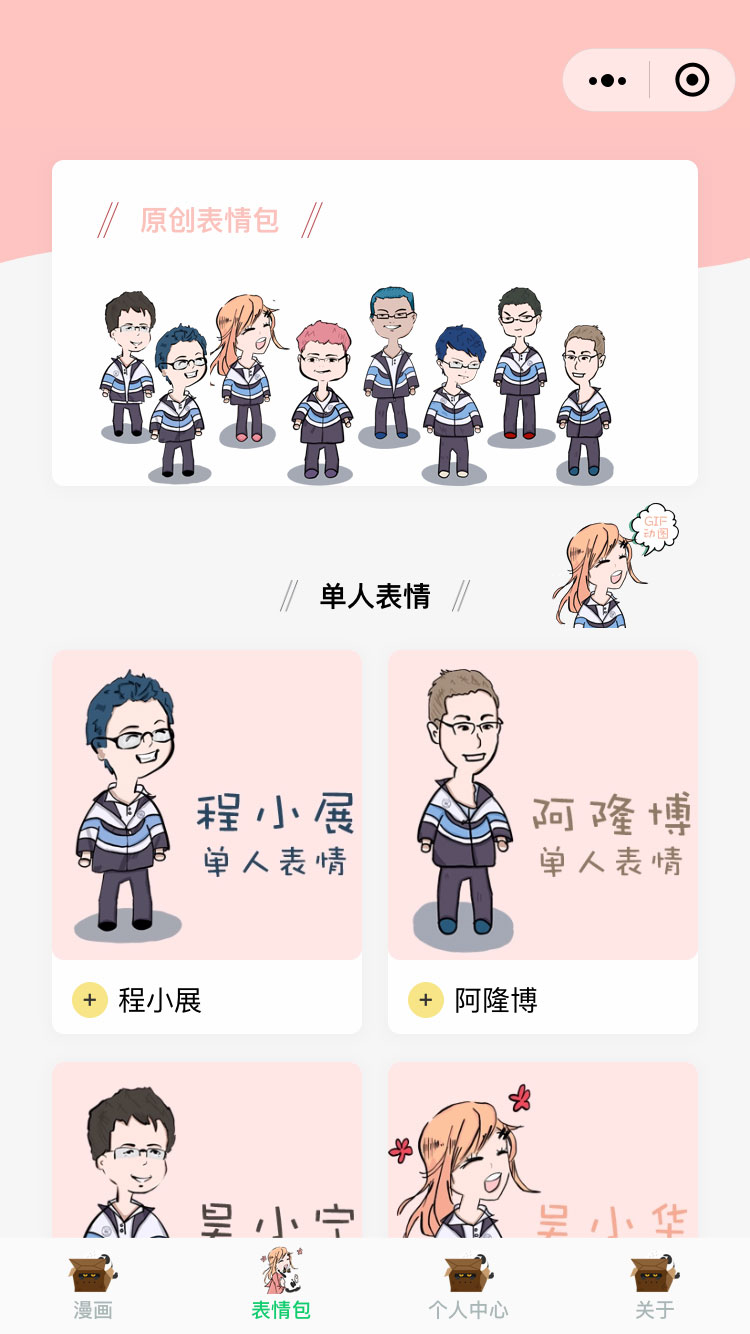 原创表情包
GIF
动图
单人表情
程小展
单人表情
阿隆博
单人表情
+ 程小展
+ 阿隆博
吴小宁
吴小华
漫画
表情包
个人中心
关于